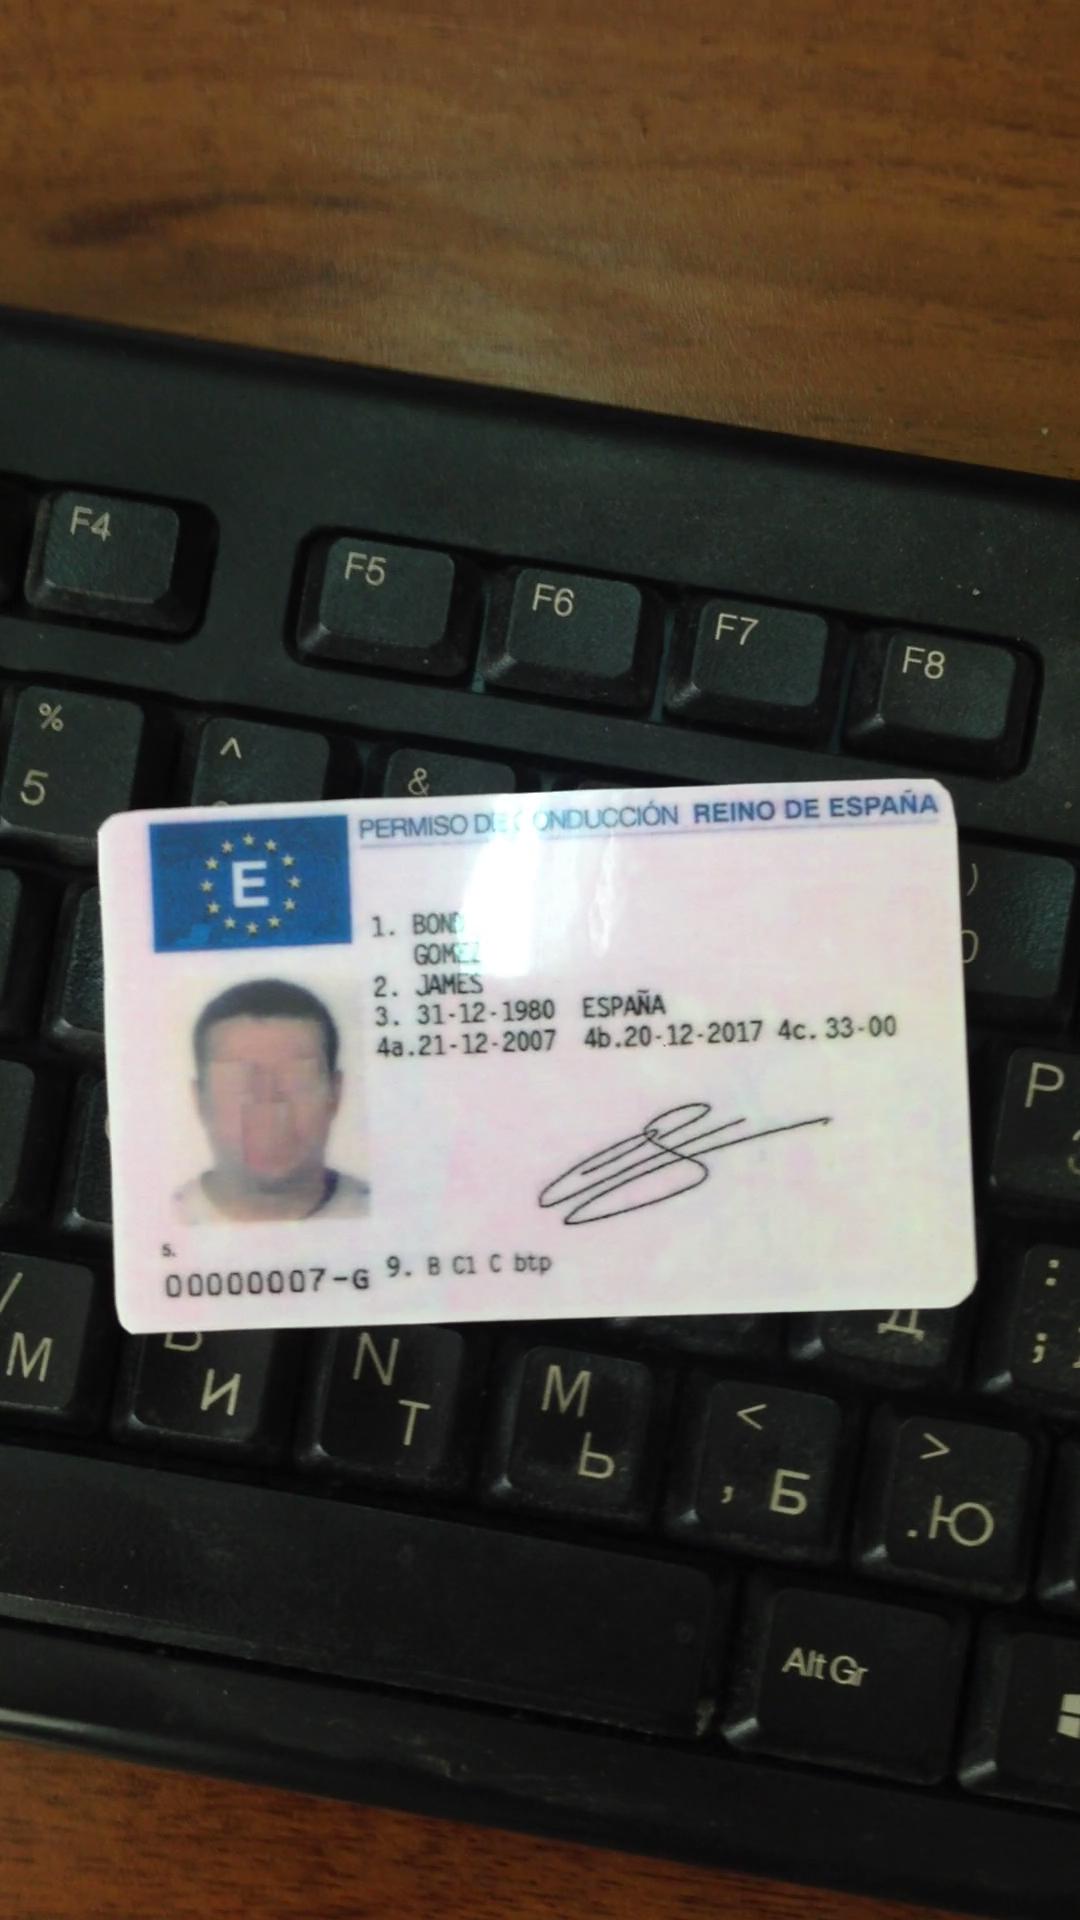 F4
F5
F6
F7
F8
%
5
^
&
)
0
PERMISO DE CONDUCCIÓN REINO DE ESPAÑA
E
1. BOND
GOMEZ
2. JAMES
3. 31-12-1980 ESPAÑA
4a.21-12-2007 4b.20-12-2017 4c.33-00
5.
00000007-G 9. B C1 C btp
P
/
М
И
N
Т
M
Ь
<
, Б
>
.Ю
Д
:
;
Alt Gr